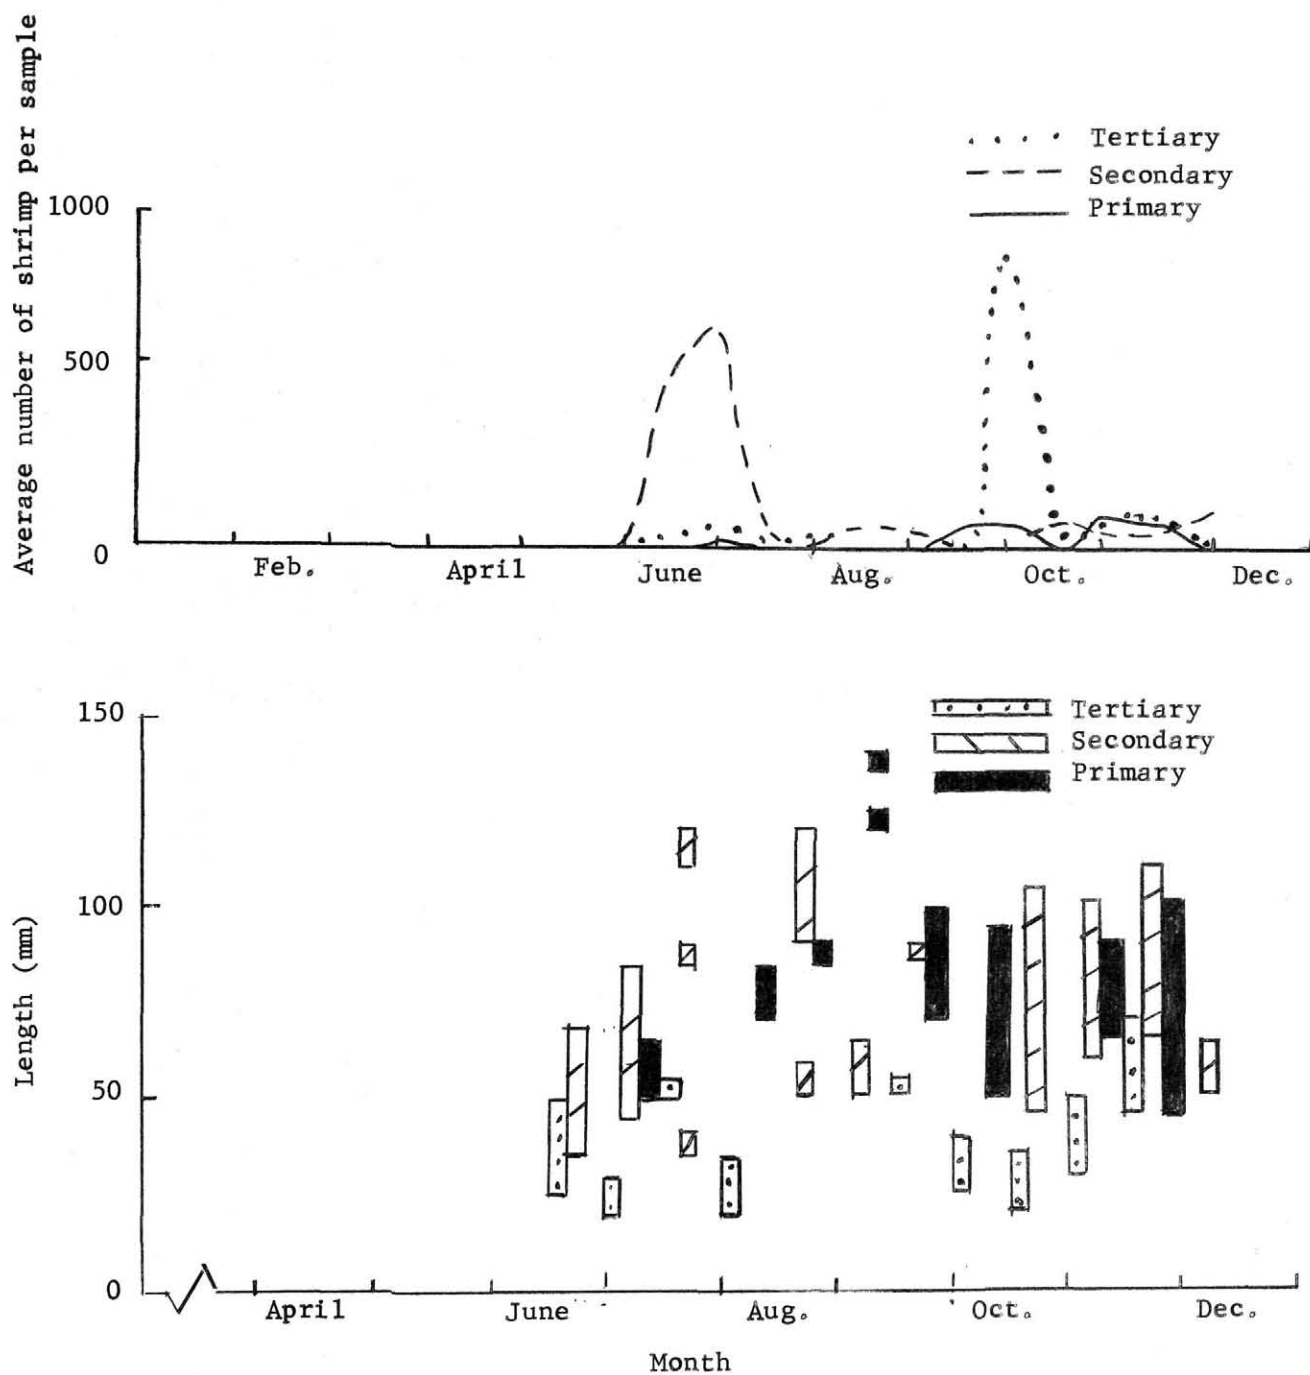 Average number of shrimp per sample
Tertiary
Secondary
Primary
1000
500
0
Feb. April June Aug. Oct. Dec.
150
100
50
0
Length (mm)
Tertiary
Secondary
Primary
April June Aug. Oct. Dec.
Month